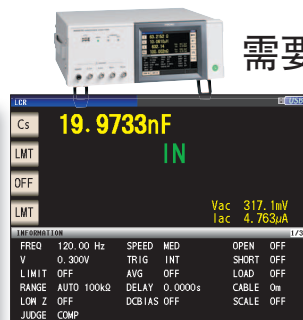 需要
LCR
USB
Cs 19.9733nF
LMT IN
OFF
LMT
Vac 317.1mV
Iac 4.763μA
INFORMATION 1/3
FREQ 120.00 Hz SPEED MED OPEN OFF
V 0.300V TRIG INT SHORT OFF
LIMIT OFF AVG OFF LOAD OFF
RANGE AUTO 100kΩ DELAY 0.0000s CABLE 0m
LOW Z OFF DCBIAS OFF SCALE OFF
JUDGE COMP